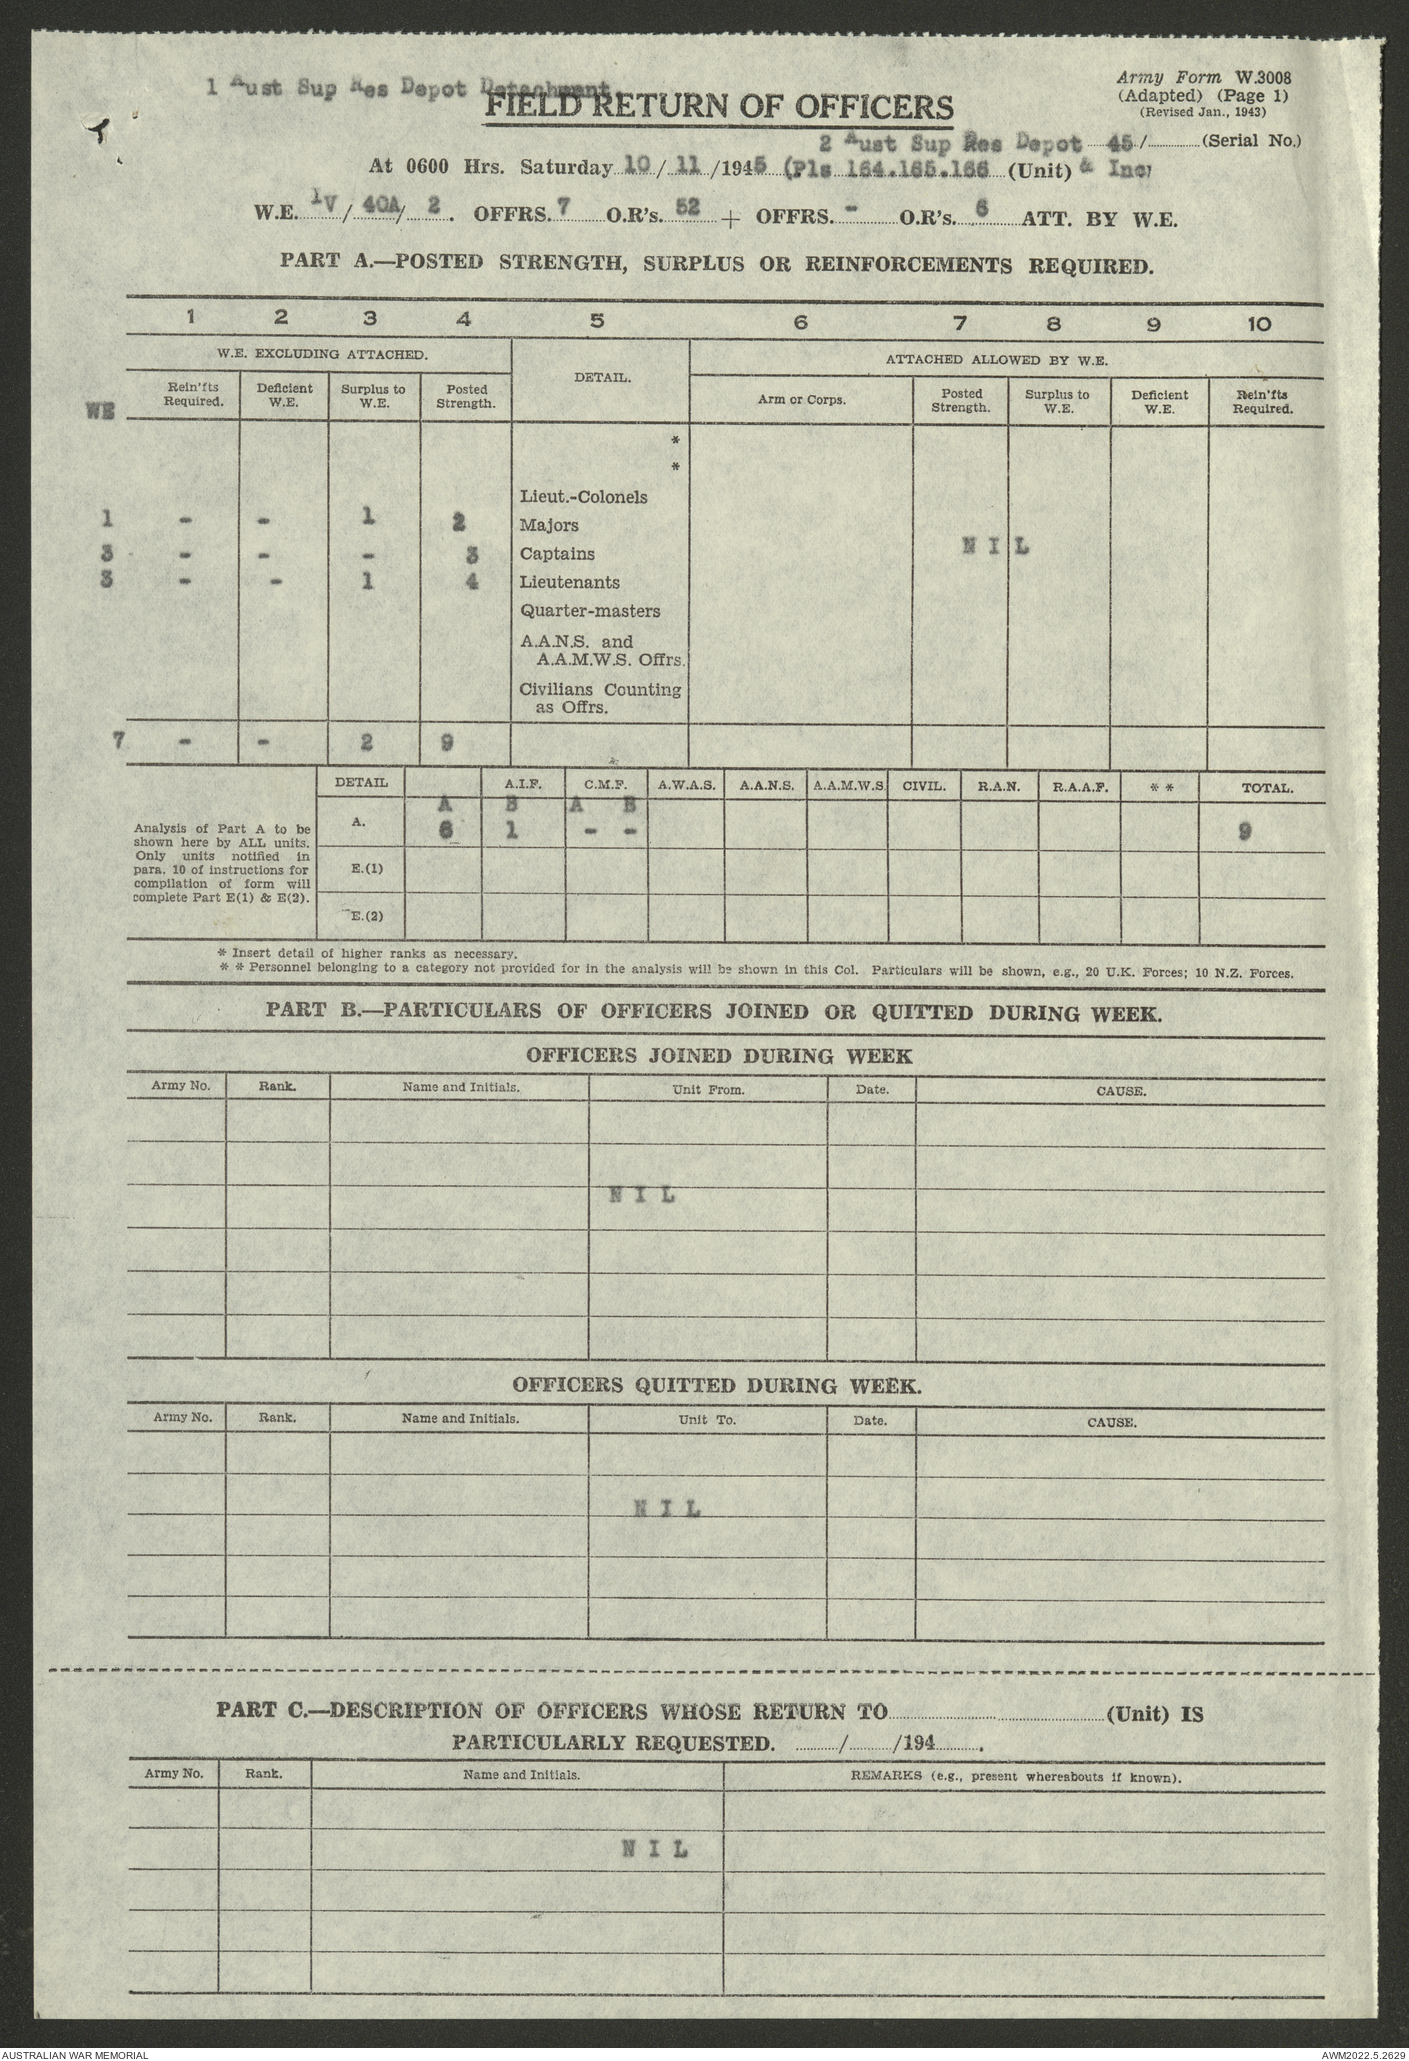 1 Aust Sup Res Depot Detachment.
FIELD RETURN OF OFFICERS
Army Form W.3008
(Adapted) (Page 1)
(Revised Jan., 1943)
2 Aust Sup Res Depot 45/ (Serial No.)
At 0600 Hrs. Saturday 10 / 11 /1945 (Pls 164.165.166 (Unit) & Inc)
W.E. 1V / 40A/ 2 . OFFRS. 7 O.R's. 52 + OFFRS. - O.R's. 6 ATT. BY W.E.
PART A.—POSTED STRENGTH, SURPLUS OR REINFORCEMENTS REQUIRED.
1 2 3 4 5 6 7 8 9 10
W.E. EXCLUDING ATTACHED. DETAIL. ATTACHED ALLOWED BY W.E.
WE Rein'fts Required. Deficient W.E. Surplus to W.E. Posted Strength. Arm or Corps. Posted Strength. Surplus to W.E. Deficient W.E. Rein'fts Required.
*
*
Lieut.-Colonels
1 - - 1 2 Majors
3 - - - 3 Captains NIL
3 - - 1 4 Lieutenants
Quarter-masters
A.A.N.S. and
A.A.M.W.S. Offrs.
Civilians Counting
as Offrs.
7 - - 2 9
DETAIL A.I.F. C.M.F. A.W.A.S. A.A.N.S. A.A.M.W.S. CIVIL. R.A.N. R.A.A.F. * * TOTAL.
A B A B
A. 1 - - 9
Analysis of Part A to be
shown here by ALL units.
Only units notified in
para. 10 of instructions for
compilation of form will
complete Part E(1) & E(2).
E.(1)
E.(2)
* Insert detail of higher ranks as necessary.
* * Personnel belonging to a category not provided for in the analysis will be shown in this Col. Particulars will be shown, e.g., 20 U.K. Forces; 10 N.Z. Forces.
PART B.—PARTICULARS OF OFFICERS JOINED OR QUITTED DURING WEEK.
OFFICERS JOINED DURING WEEK
Army No. Rank. Name and Initials. Unit From. Date. CAUSE.
NIL
OFFICERS QUITTED DURING WEEK.
Army No. Rank. Name and Initials. Unit To. Date. CAUSE.
NIL
PART C.—DESCRIPTION OF OFFICERS WHOSE RETURN TO (Unit) IS
PARTICULARLY REQUESTED. / /194 .
Army No. Rank. Name and Initials. REMARKS (e.g., present whereabouts if known).
NIL
AUSTRALIAN WAR MEMORIAL AWM2022.5.2629